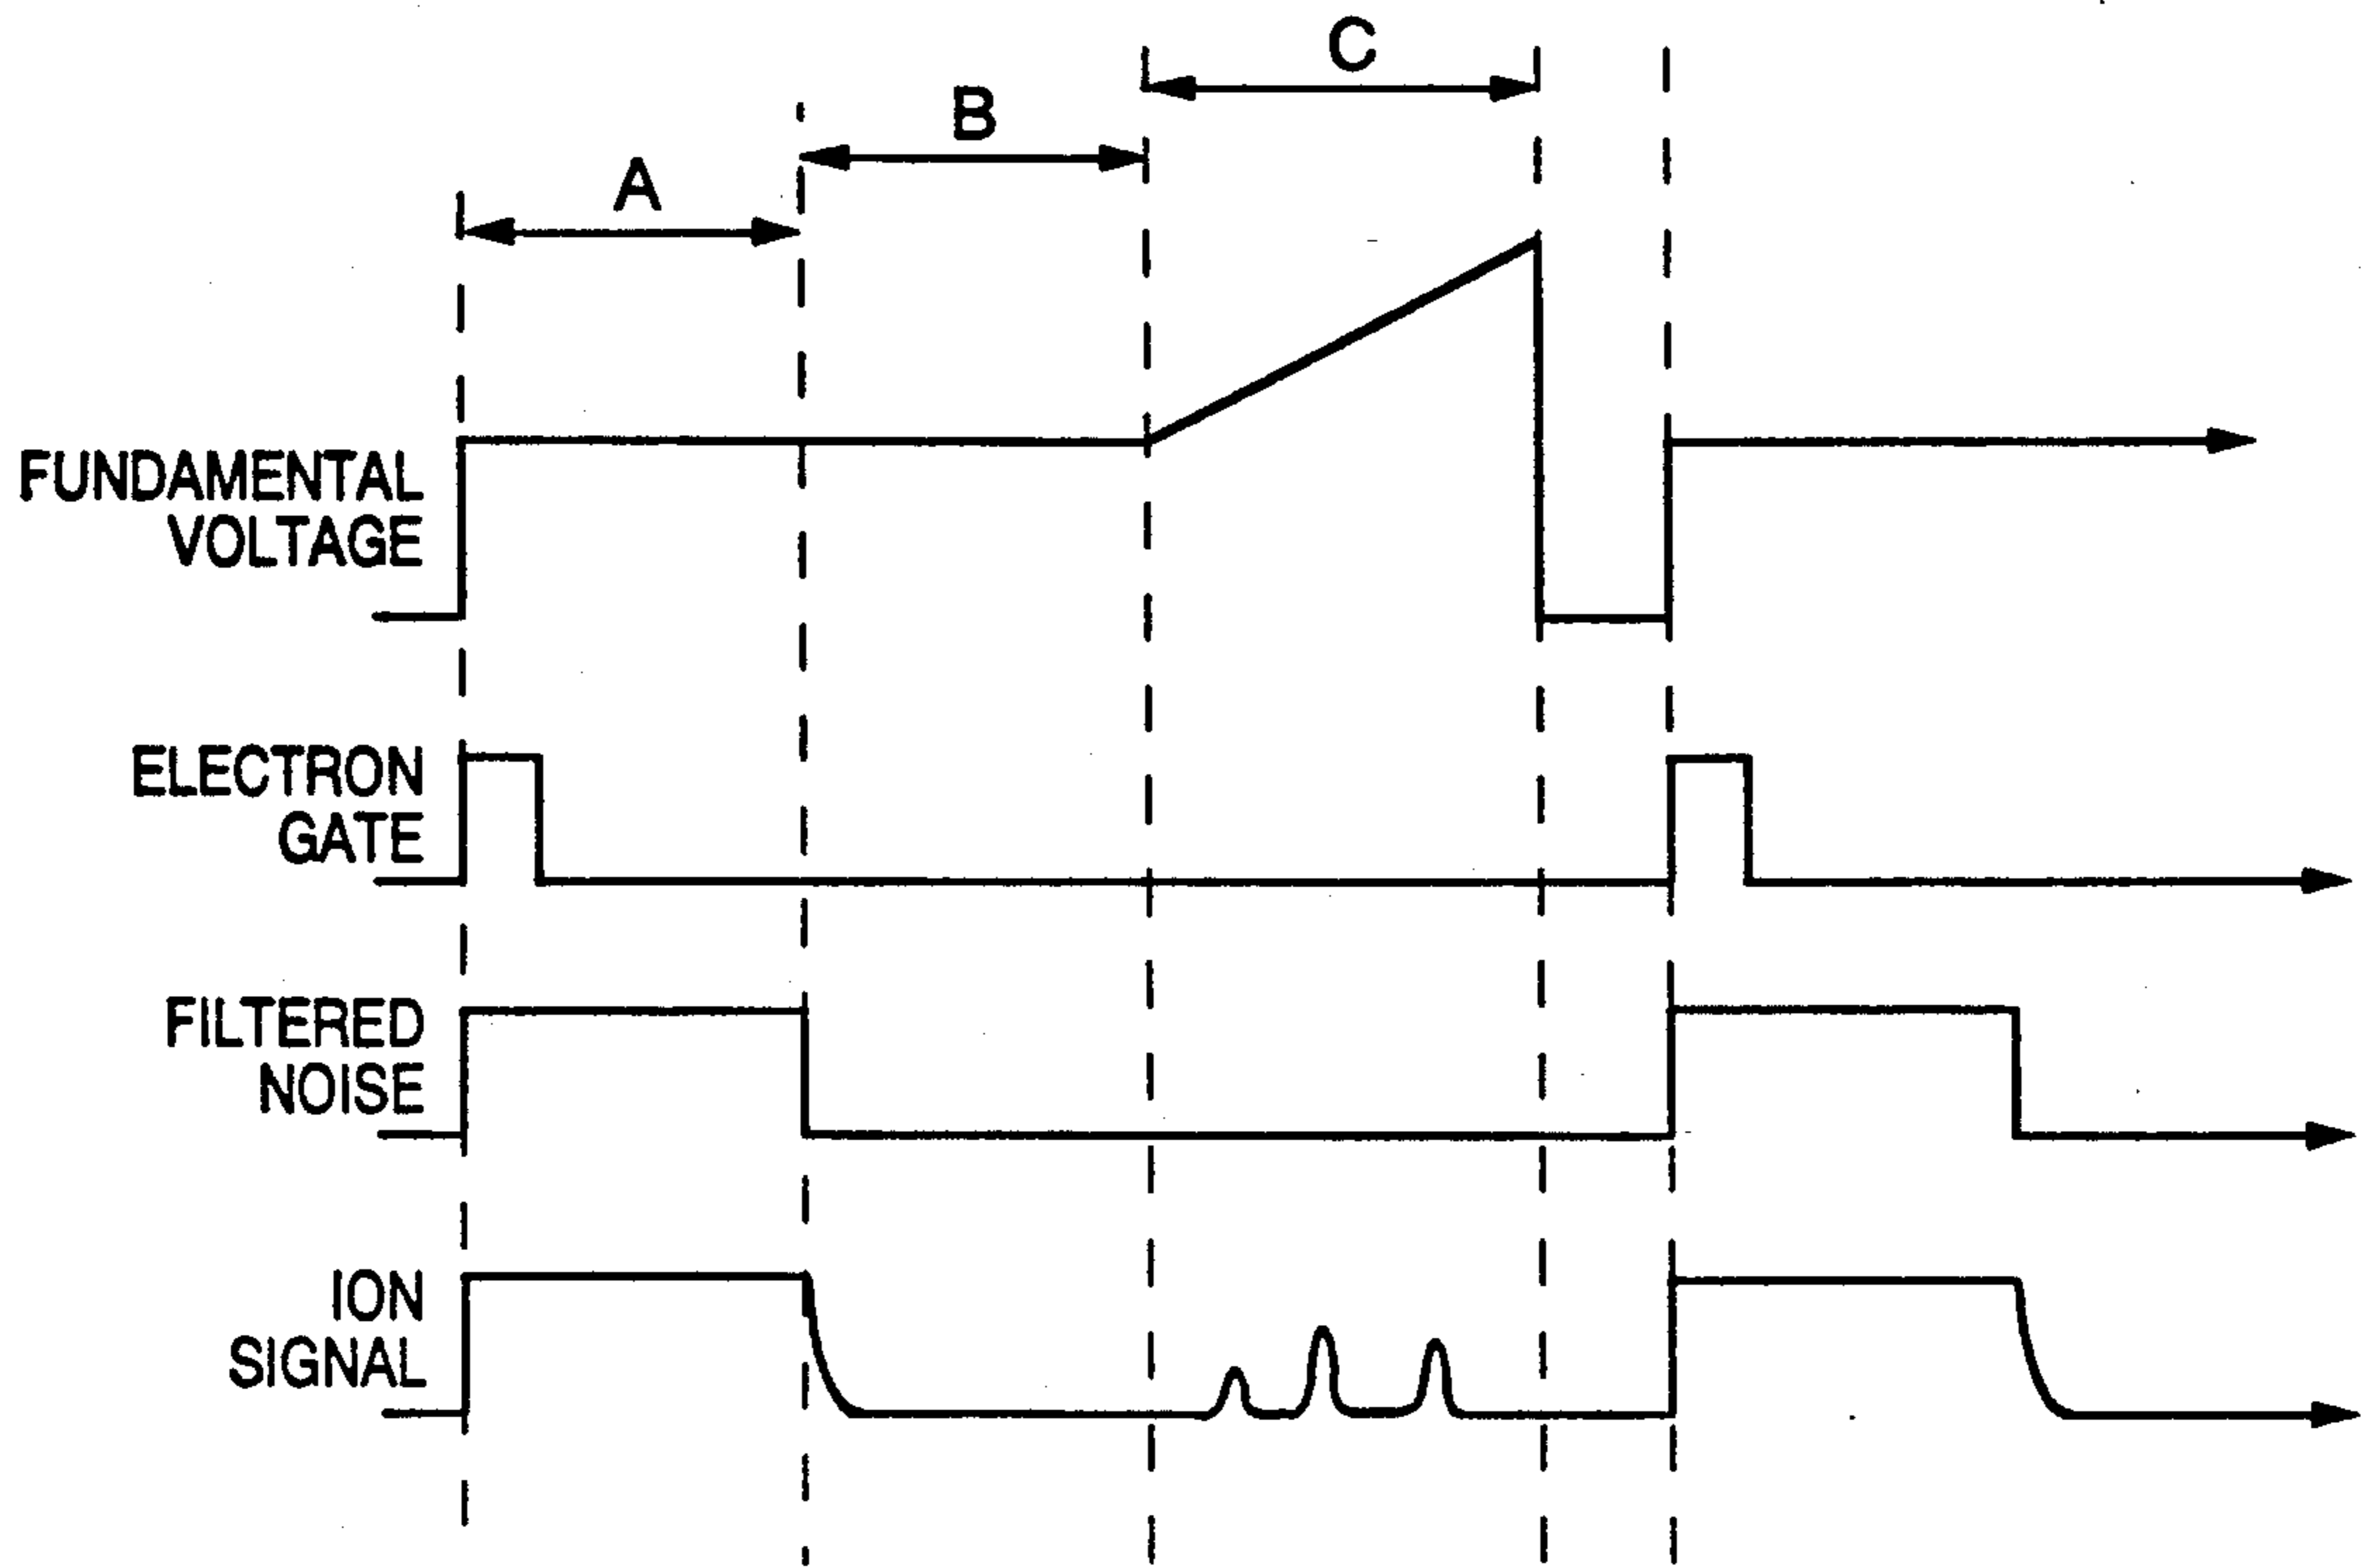 C
B
A
FUNDAMENTAL
VOLTAGE
ELECTRON
GATE
FILTERED
NOISE
ION
SIGNAL